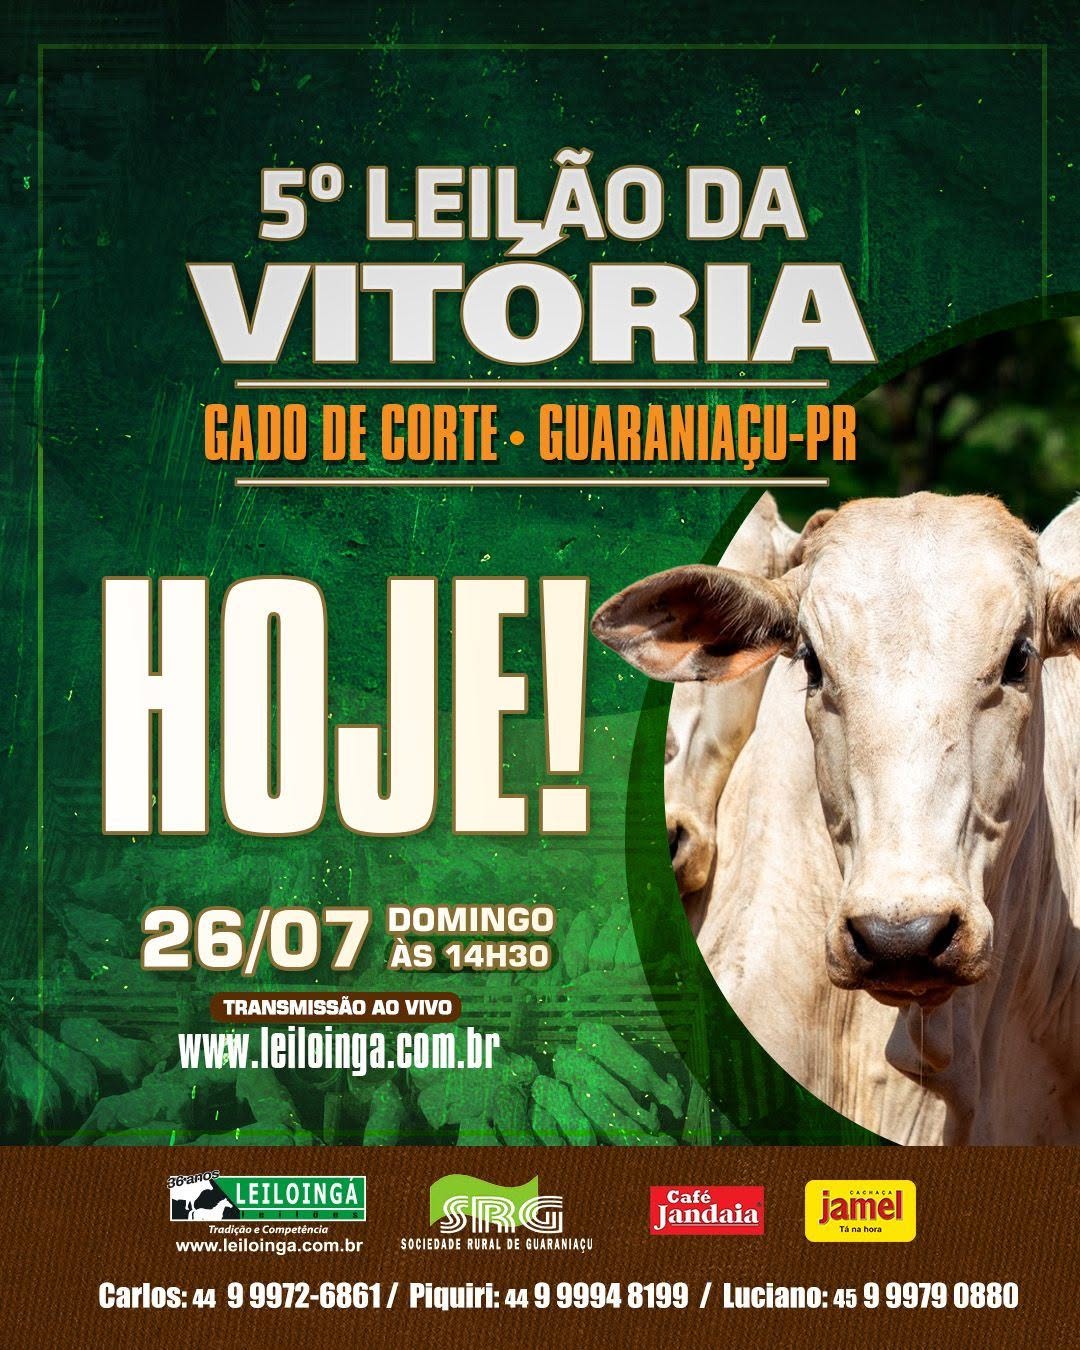 5º LEILÃO DA
VITÓRIA
GADO DE CORTE • GUARANIAÇU-PR
HOJE!
26/07 DOMINGO
ÀS 14H30
TRANSMISSÃO AO VIVO
www.leiloinga.com.br
36 anos
LEILOINGÁ
leilões
Tradição e Competência
www.leiloinga.com.br
SRG
SOCIEDADE RURAL DE GUARANIAÇU
Café
Jandaia
CACHAÇA
jamel
Tá na hora
Carlos: 44 9 9972-6861 / Piquiri: 44 9 9994 8199 / Luciano: 45 9 9979 0880